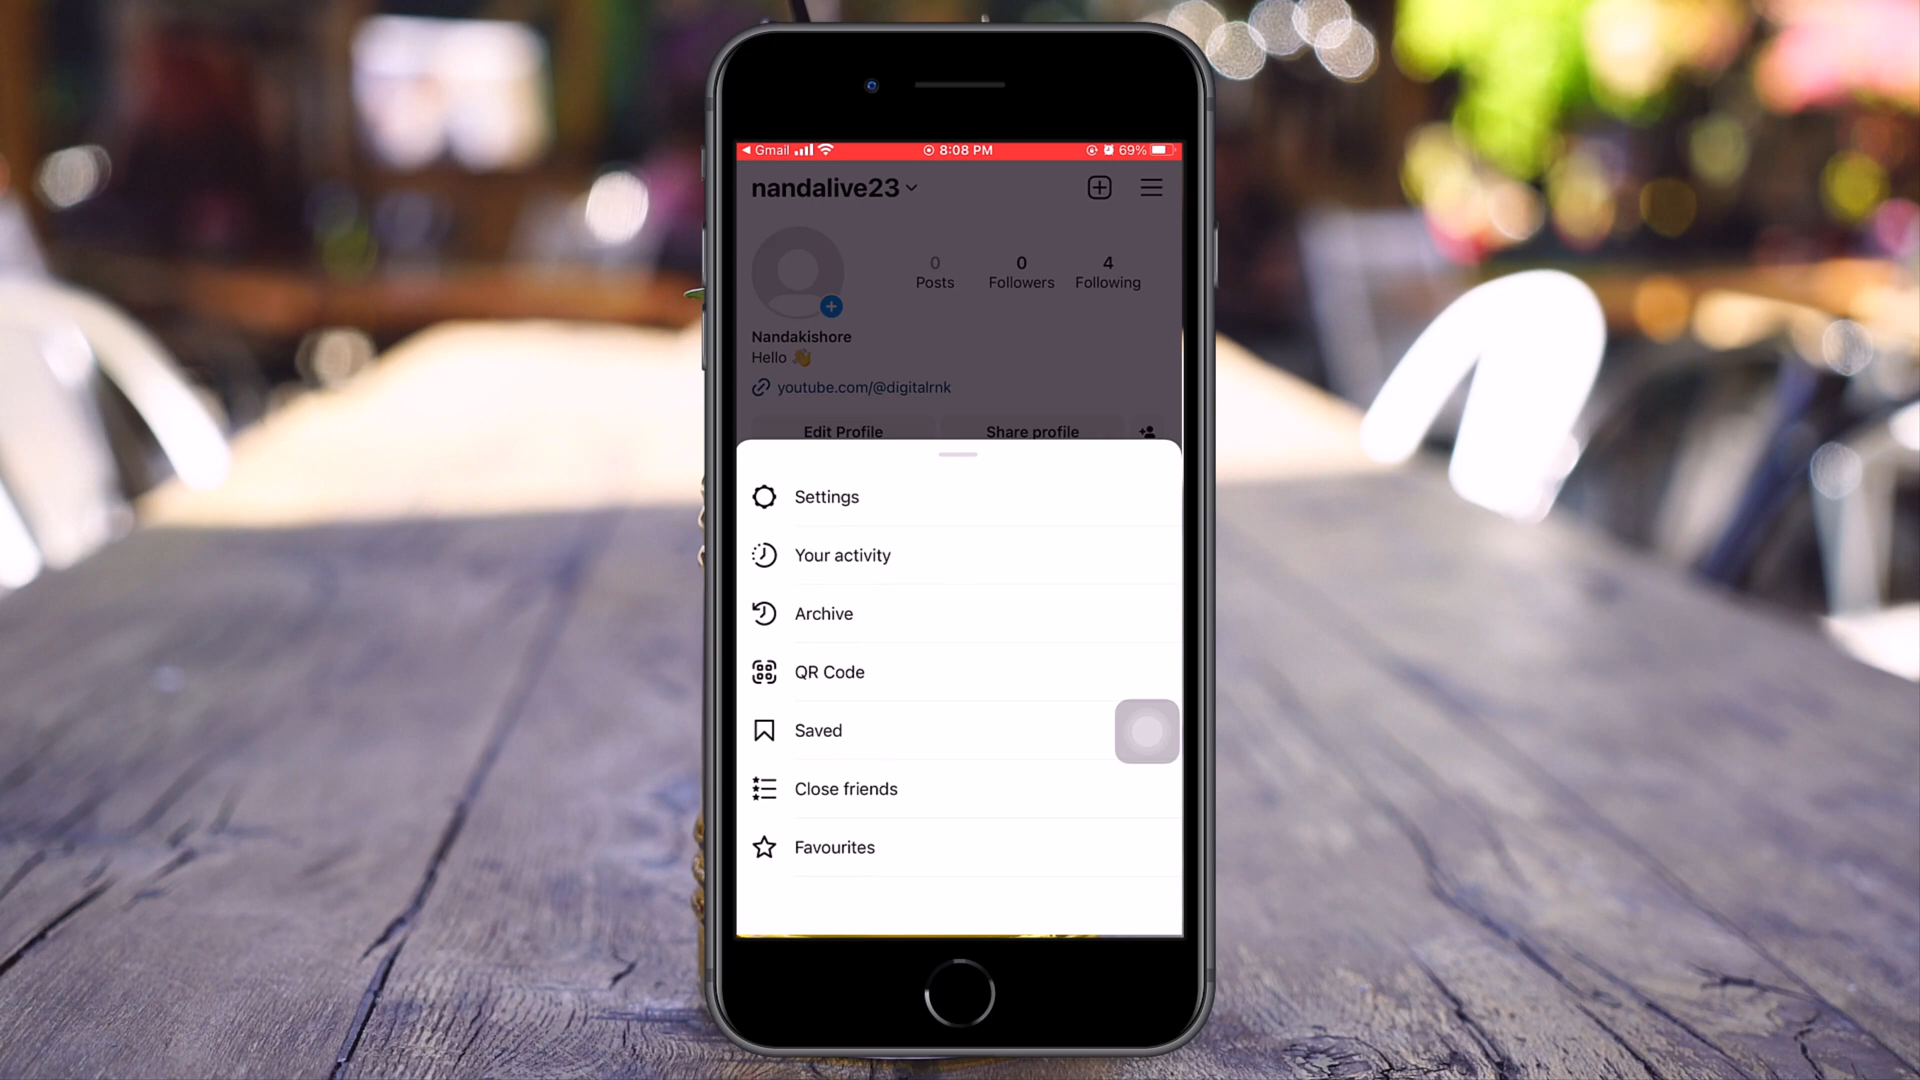 Gmail 8:08 PM 69%
nandalive23
0 0 4
Posts Followers Following
Nandakishore
Hello 👋
youtube.com/@digitalrnk
Edit Profile Share profile
Settings
Your activity
Archive
QR Code
Saved
Close friends
Favourites